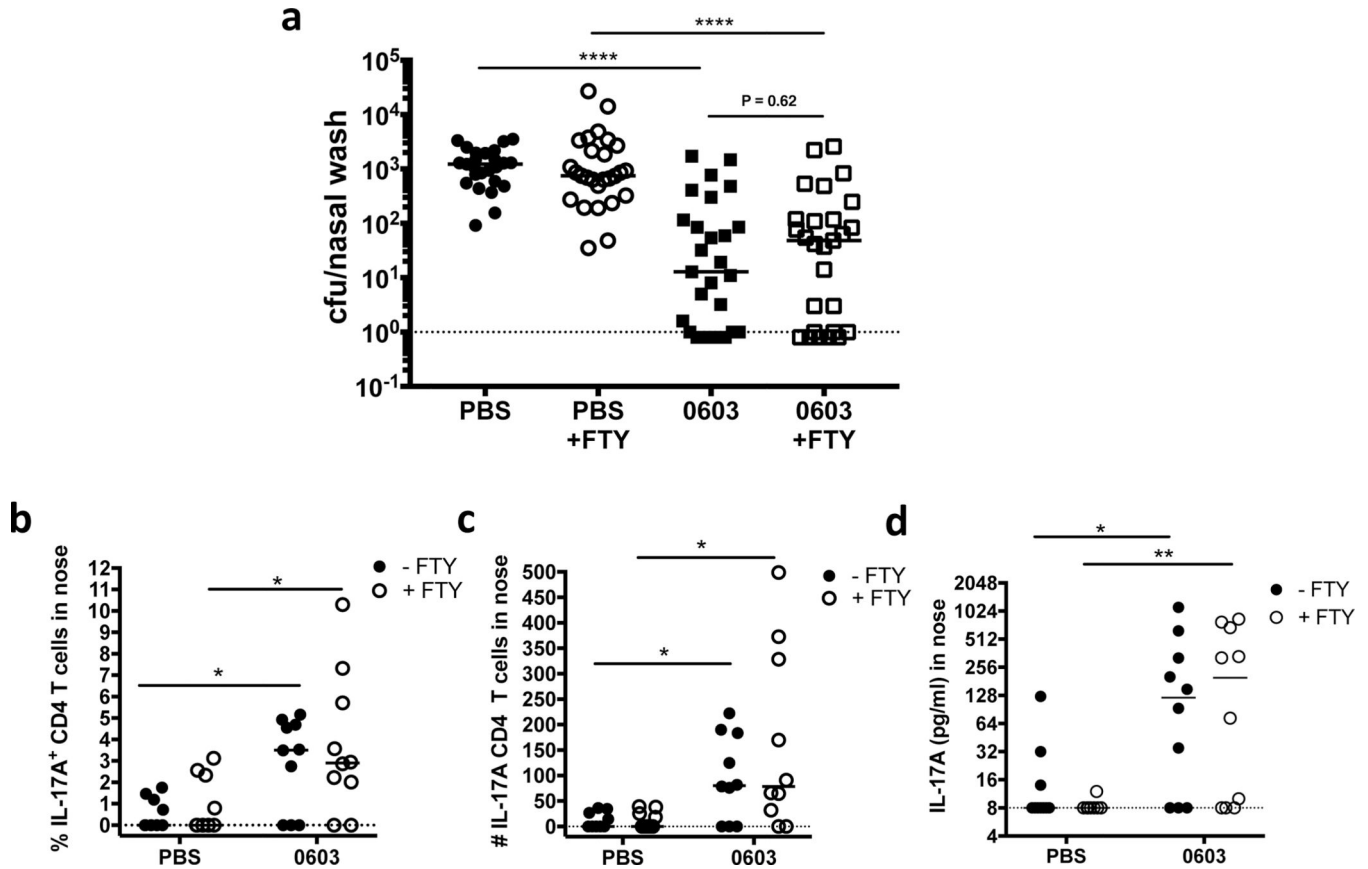 a
****
****
P = 0.62
cfu/nasal wash
10^5
10^4
10^3
10^2
10^1
10^0
10^-1
PBS
PBS
+FTY
0603
0603
+FTY
b
% IL-17A+ CD4 T cells in nose
12
11
10
9
8
7
6
5
4
3
2
1
0
*
*
- FTY
+ FTY
PBS
0603
c
# IL-17A CD4 T cells in nose
500
450
400
350
300
250
200
150
100
50
0
*
*
- FTY
+ FTY
PBS
0603
d
IL-17A (pg/ml) in nose
2048
1024
512
256
128
64
32
16
8
4
*
**
- FTY
+ FTY
PBS
0603